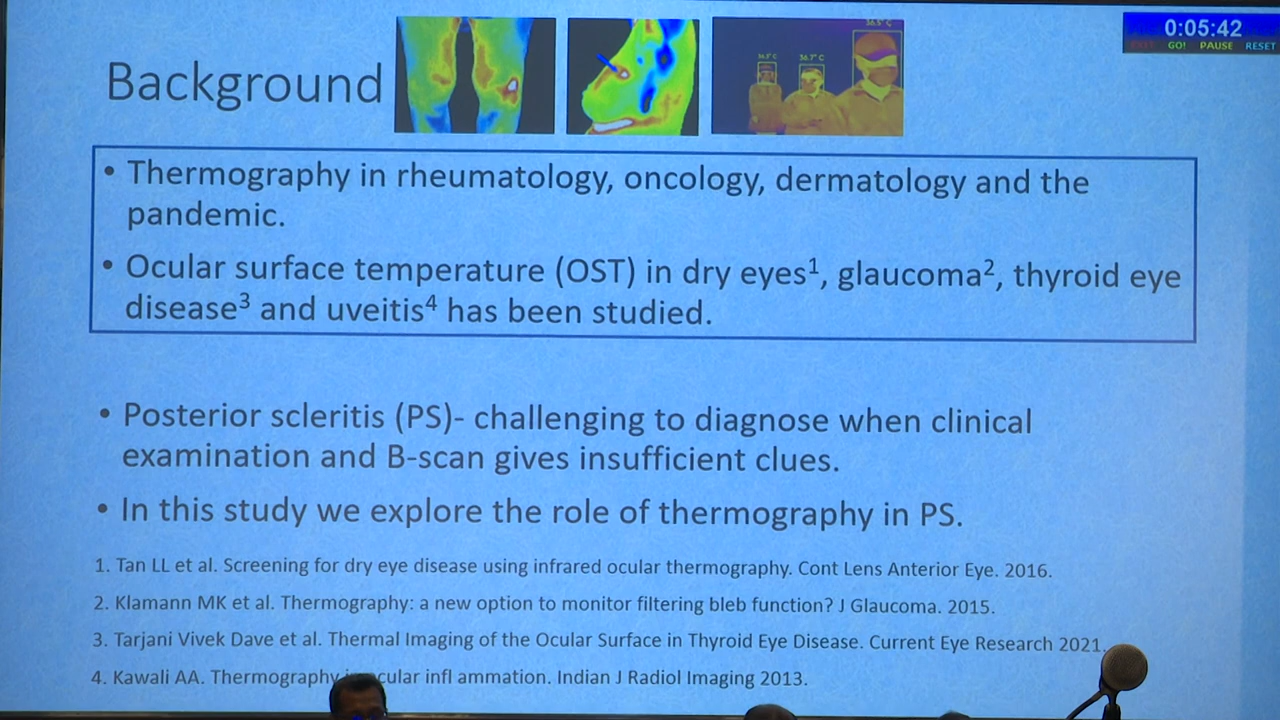 0:05:42
GO! PAUSE RESET
36.5° C
36.7° C
Background
• Thermography in rheumatology, oncology, dermatology and the
pandemic.
• Ocular surface temperature (OST) in dry eyes1, glaucoma2, thyroid eye
disease3 and uveitis4 has been studied.
• Posterior scleritis (PS)- challenging to diagnose when clinical
examination and B-scan gives insufficient clues.
• In this study we explore the role of thermography in PS.
1. Tan LL et al. Screening for dry eye disease using infrared ocular thermography. Cont Lens Anterior Eye. 2016.
2. Klamann MK et al. Thermography: a new option to monitor filtering bleb function? J Glaucoma. 2015.
3. Tarjani Vivek Dave et al. Thermal Imaging of the Ocular Surface in Thyroid Eye Disease. Current Eye Research 2021.
4. Kawali AA. Thermography cular infl ammation. Indian J Radiol Imaging 2013.